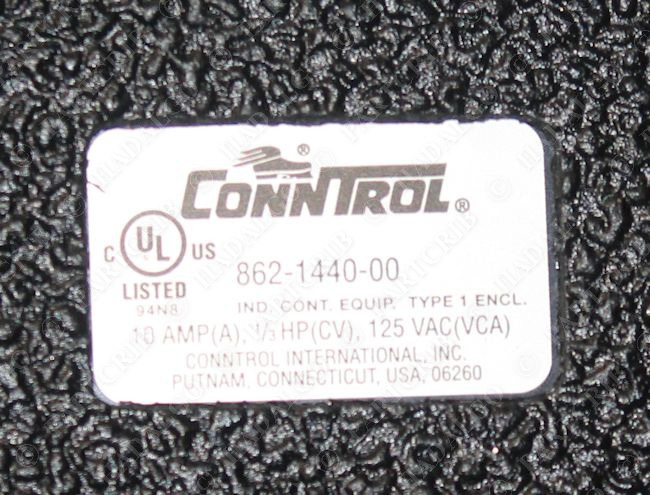 CONNTROL ®
®
C UL US
LISTED
94N8
862-1440-00
IND. CONT. EQUIP. TYPE 1 ENCL.
10 AMP(A), 1/3 HP(CV), 125 VAC(VCA)
CONNTROL INTERNATIONAL, INC.
PUTNAM, CONNECTICUT, USA, 06260